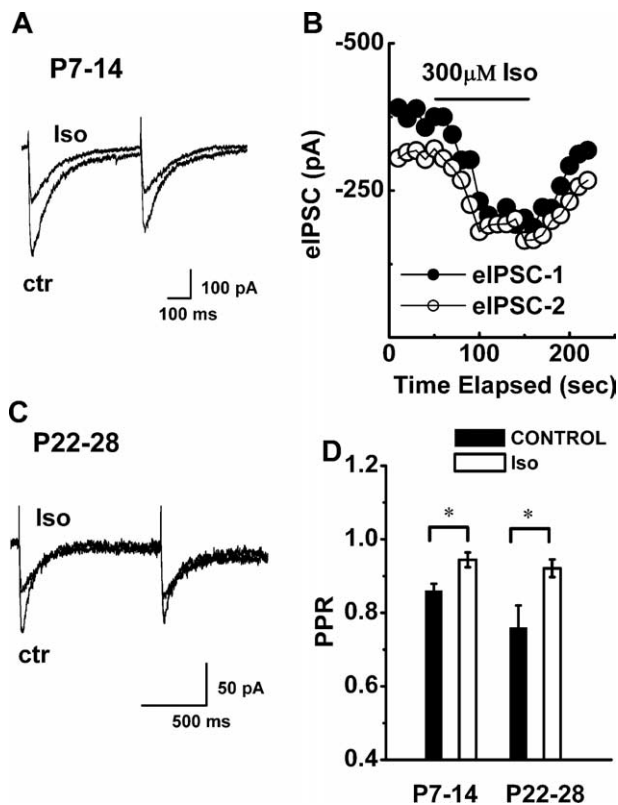 A
P7-14
Iso
ctr
100 pA
100 ms
B
-500
300μM Iso
-250
eIPSC (pA)
eIPSC-1
eIPSC-2
0
0
100
200
Time Elapsed (sec)
C
P22-28
Iso
ctr
50 pA
500 ms
D
CONTROL
Iso
1.2
1.0
0.8
0.6
0.4
PPR
*
*
P7-14
P22-28